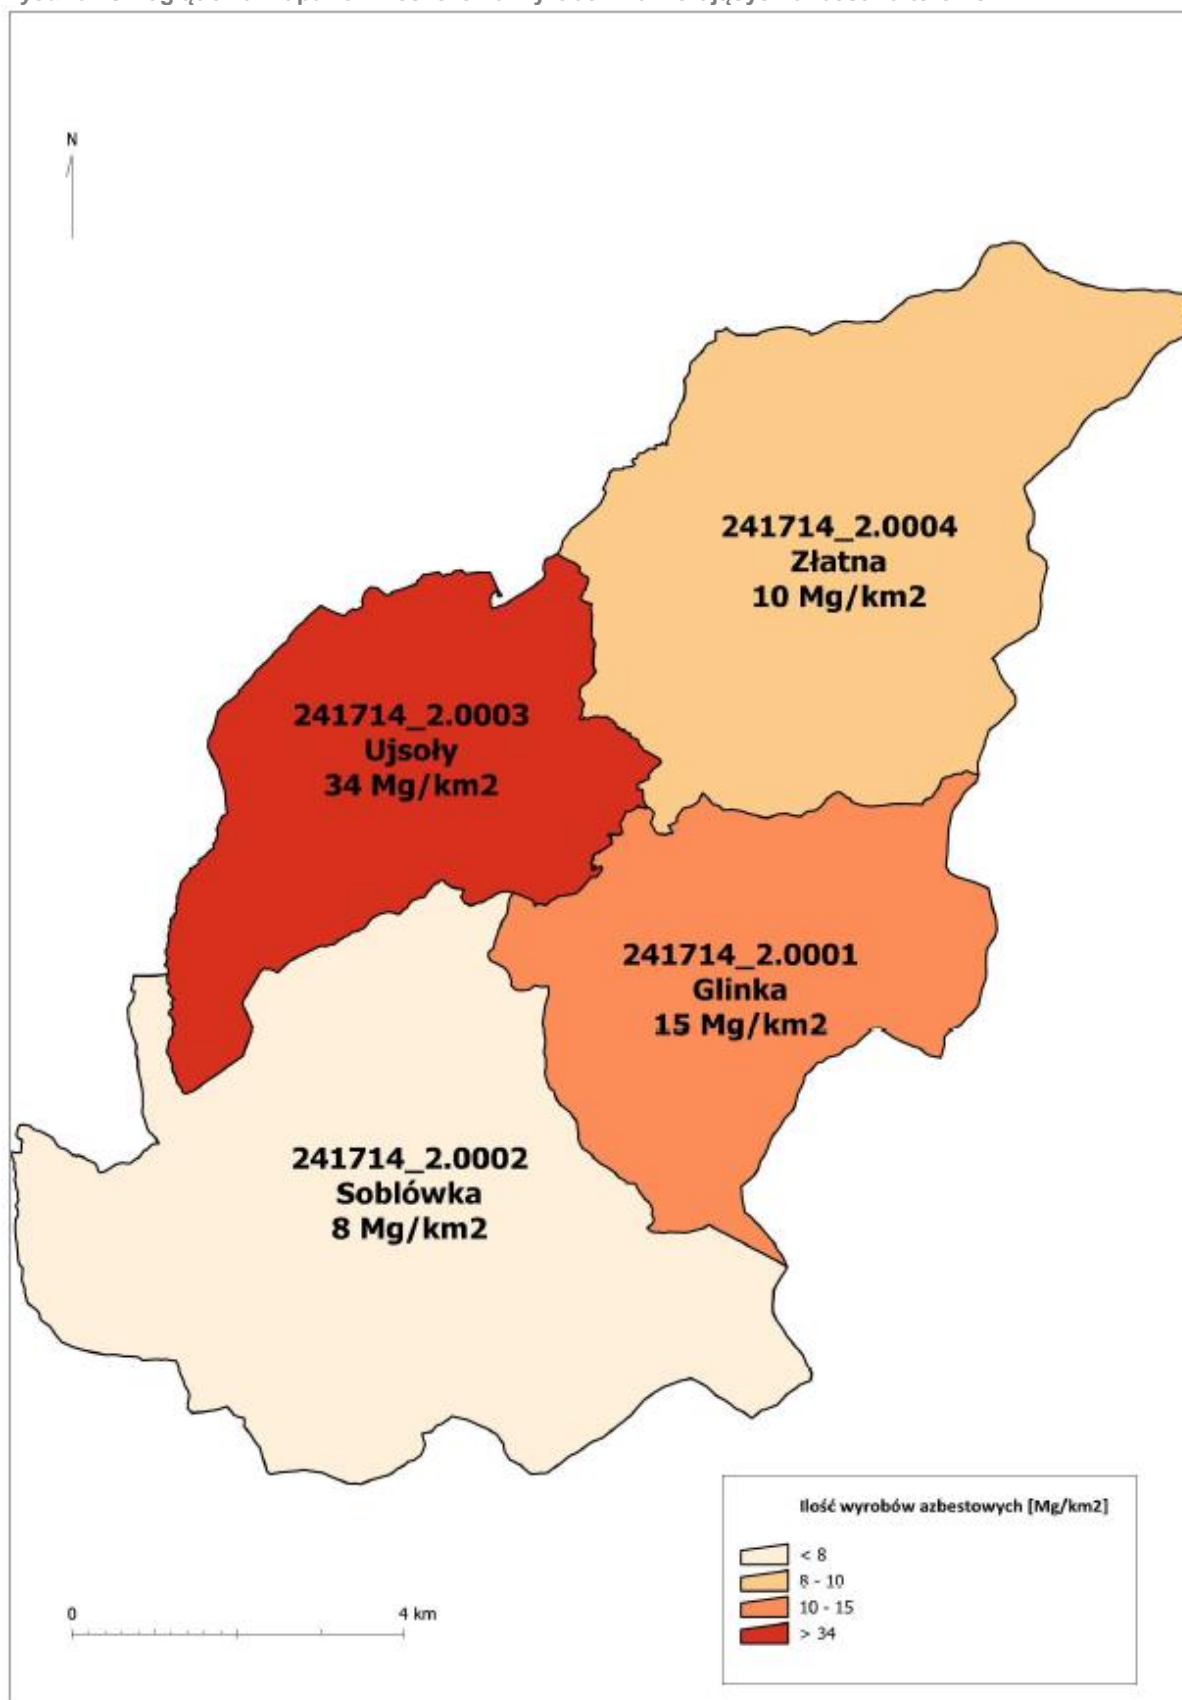 N
241714_2.0004
Złatna
10 Mg/km2
241714_2.0003
Ujsoły
34 Mg/km2
241714_2.0001
Glinka
15 Mg/km2
241714_2.0002
Soblówka
8 Mg/km2
Ilość wyrobów azbestowych [Mg/km2]
< 8
8 - 10
10 - 15
> 34
0 4 km